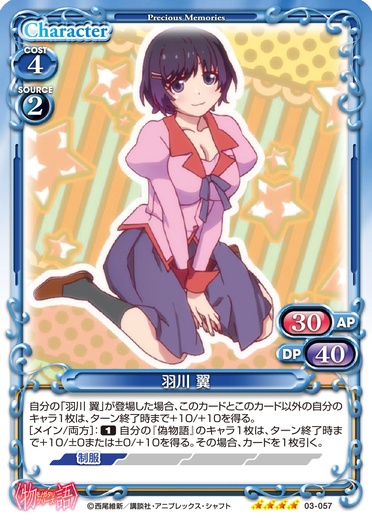 Precious Memories
Character
COST
4
SOURCE
2
30 AP
DP 40
羽川 翼
自分の「羽川 翼」が登場した場合、このカードとこのカード以外の自分の
キャラ1枚は、ターン終了時まで+10/+10を得る。
[メイン/両方]:1 自分の『偽物語』のキャラ1枚は、ターン終了時ま
で+10/±0または±0/+10を得る。その場合、カードを1枚引く。
制服
物語
©西尾維新/講談社・アニプレックス・シャフト
03-057